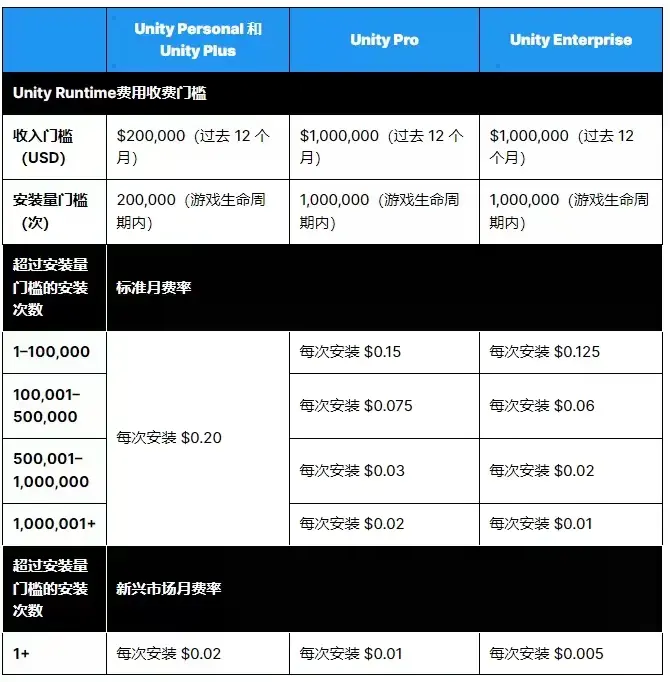 Unity Personal 和
Unity Plus
Unity Pro
Unity Enterprise
Unity Runtime费用收费门槛
收入门槛
（USD）
$200,000（过去 12 个
月）
$1,000,000（过去 12 个
月）
$1,000,000（过去 12
个月）
安装量门槛
（次）
200,000（游戏生命周
期内）
1,000,000（游戏生命周
期内）
1,000,000（游戏生命周
期内）
超过安装量
门槛的安装
次数
标准月费率
1–100,000
每次安装 $0.20
每次安装 $0.15
每次安装 $0.125
100,001–
500,000
每次安装 $0.075
每次安装 $0.06
500,001–
1,000,000
每次安装 $0.03
每次安装 $0.02
1,000,001+
每次安装 $0.02
每次安装 $0.01
超过安装量
门槛的安装
次数
新兴市场月费率
1+
每次安装 $0.02
每次安装 $0.01
每次安装 $0.005